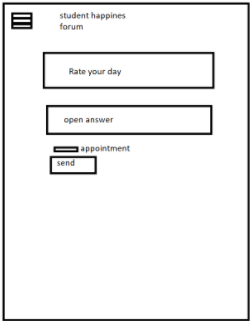 student happines
forum
Rate your day
open answer
appointment
send